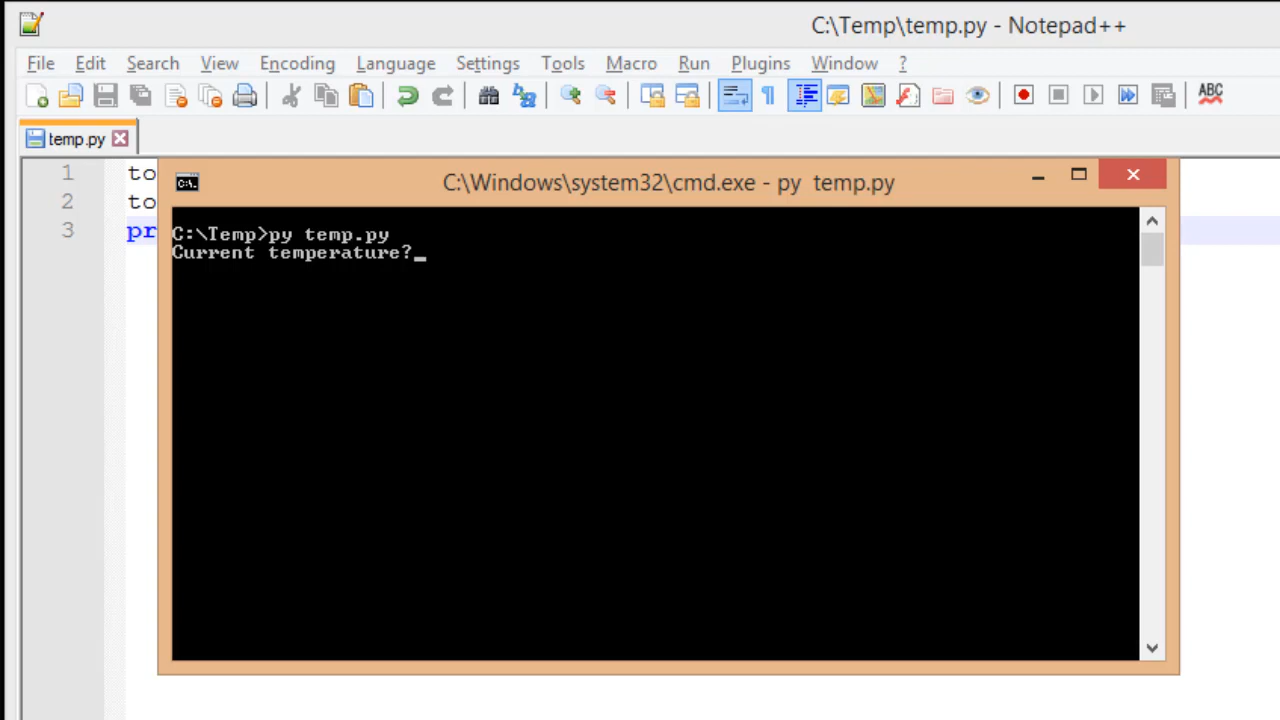 C:\Temp\temp.py - Notepad++
File Edit Search View Encoding Language Settings Tools Macro Run Plugins Window ?
ABC
temp.py
1 to
2 to
3 pr
C:\Windows\system32\cmd.exe - py temp.py
C:\Temp>py temp.py
Current temperature?_